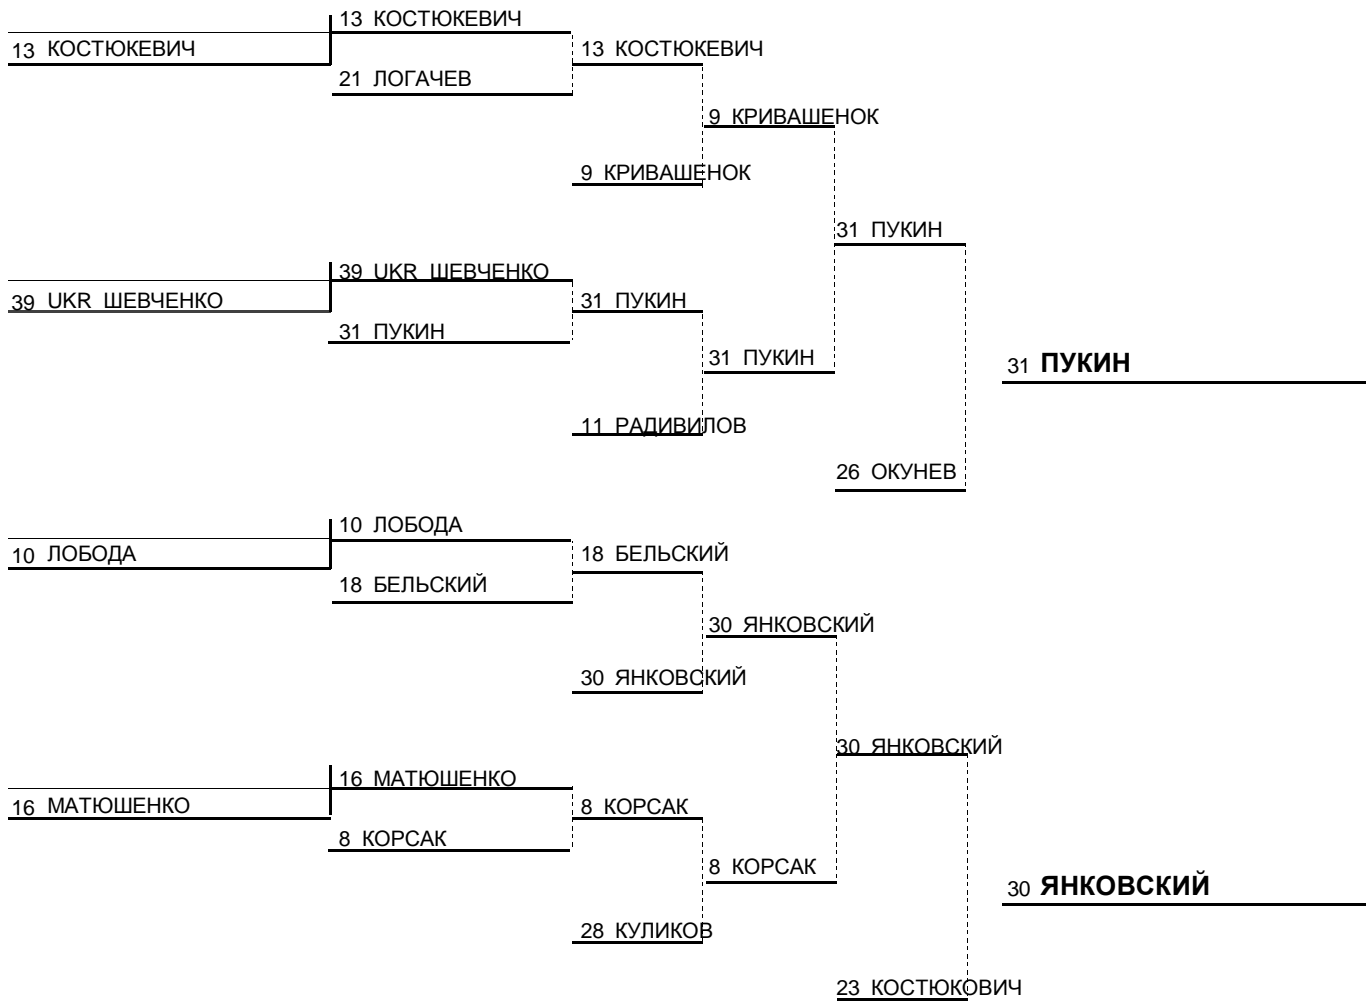 13 КОСТЮКЕВИЧ
13 КОСТЮКЕВИЧ
13 КОСТЮКЕВИЧ
21 ЛОГАЧЕВ
9 КРИВАШЕНОК
9 КРИВАШЕНОК
31 ПУКИН
39 UKR ШЕВЧЕНКО
39 UKR ШЕВЧЕНКО
31 ПУКИН
31 ПУКИН
31 ПУКИН
31 ПУКИН
11 РАДИВИЛОВ
26 ОКУНЕВ
10 ЛОБОДА
10 ЛОБОДА
18 БЕЛЬСКИЙ
18 БЕЛЬСКИЙ
30 ЯНКОВСКИЙ
30 ЯНКОВСКИЙ
30 ЯНКОВСКИЙ
16 МАТЮШЕНКО
16 МАТЮШЕНКО
8 КОРСАК
8 КОРСАК
8 КОРСАК
30 ЯНКОВСКИЙ
28 КУЛИКОВ
23 КОСТЮКОВИЧ